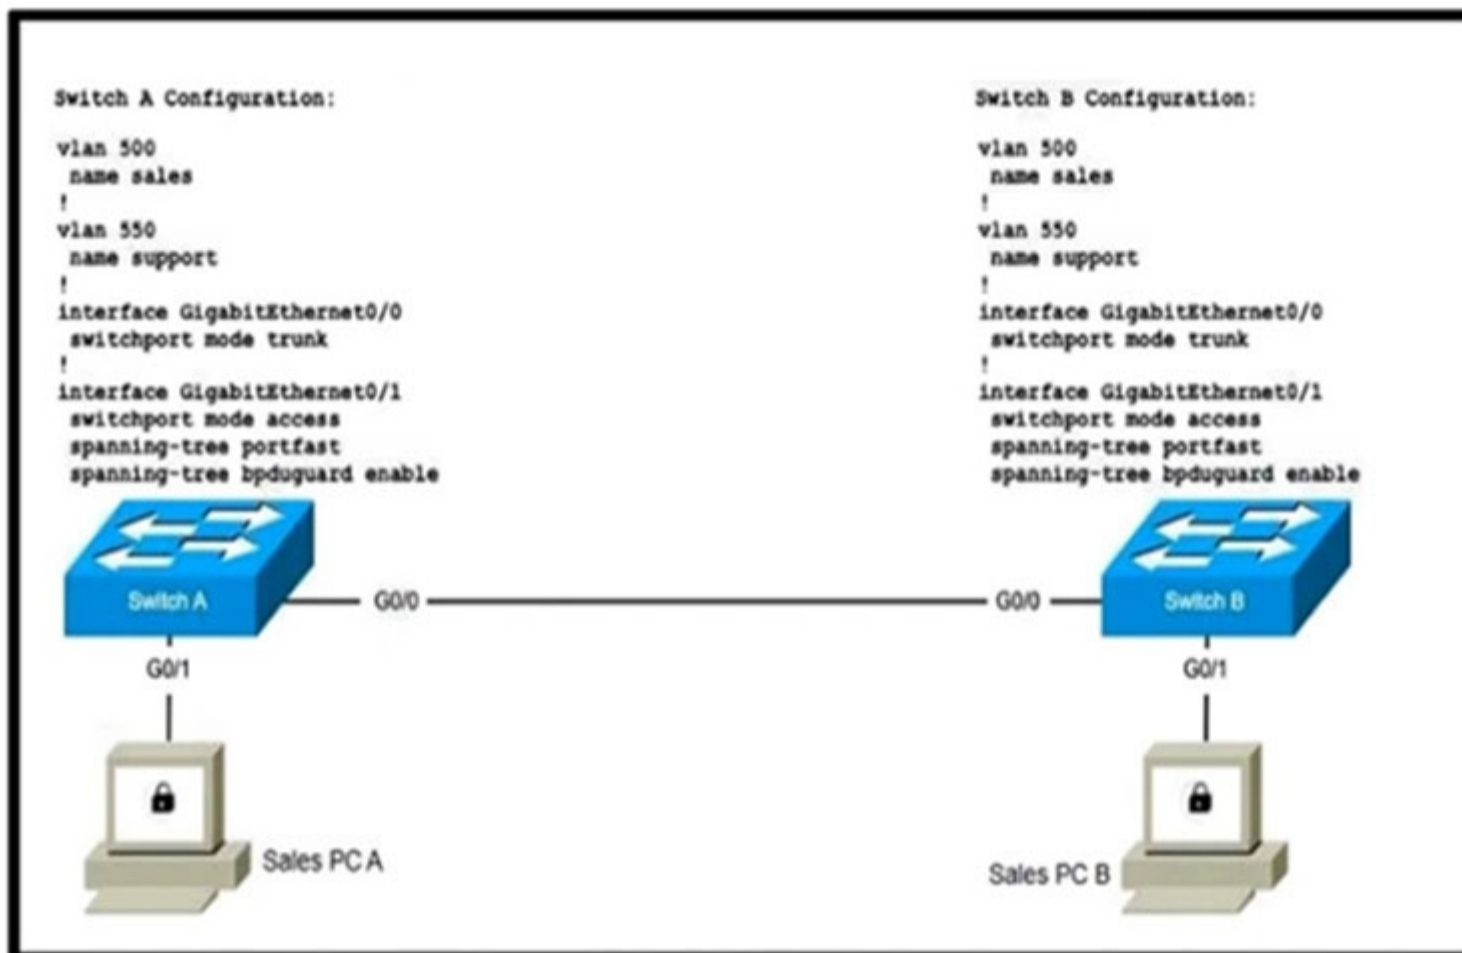 Switch A Configuration:
vlan 500
name sales
!
vlan 550
name support
!
interface GigabitEthernet0/0
switchport mode trunk
!
interface GigabitEthernet0/1
switchport mode access
spanning-tree portfast
spanning-tree bpduguard enable
Switch B Configuration:
vlan 500
name sales
!
vlan 550
name support
!
interface GigabitEthernet0/0
switchport mode trunk
!
interface GigabitEthernet0/1
switchport mode access
spanning-tree portfast
spanning-tree bpduguard enable
Switch A
G0/0
G0/0
Switch B
G0/1
G0/1
Sales PC A
Sales PC B